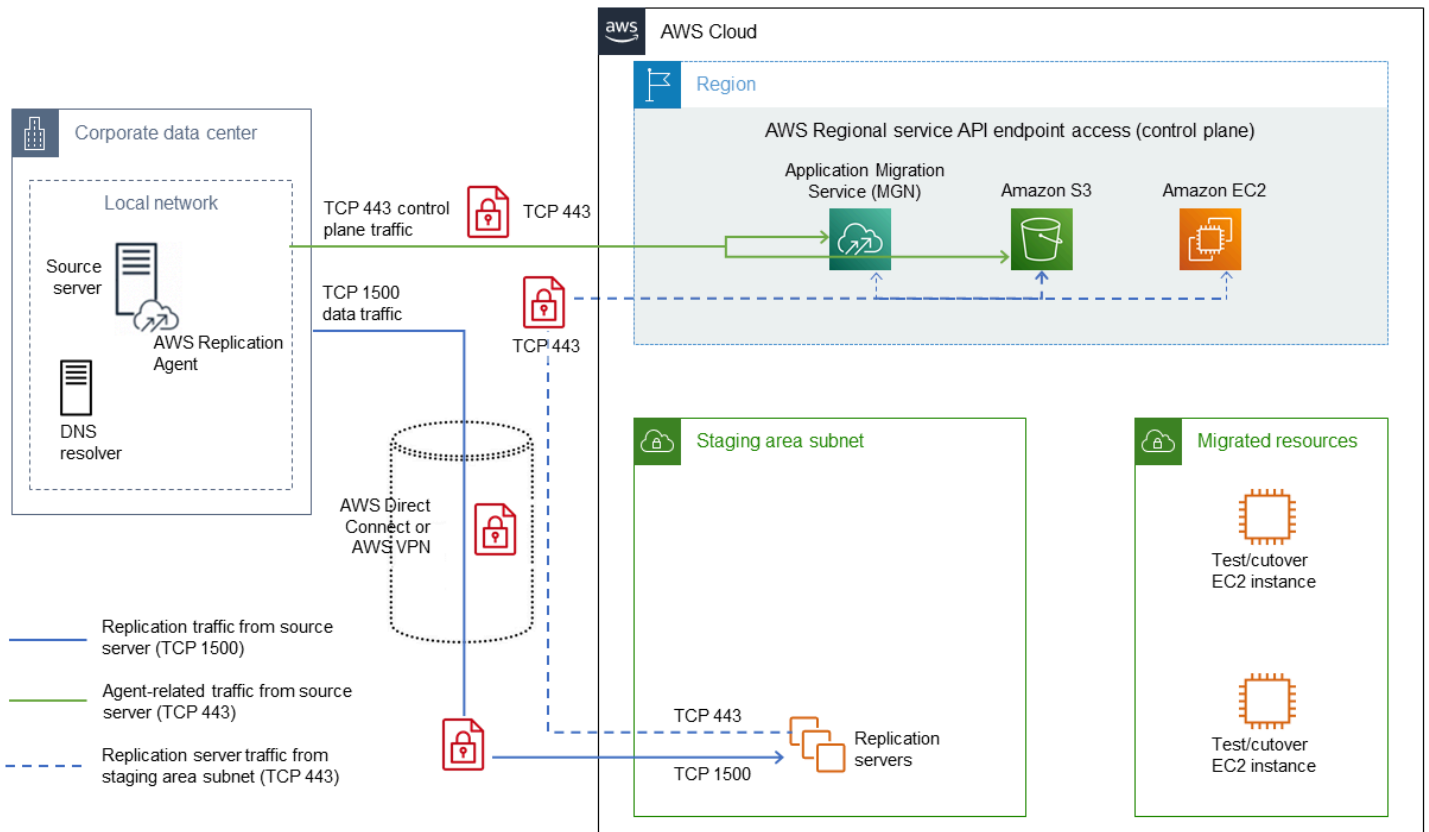 aws
AWS Cloud
Region
AWS Regional service API endpoint access (control plane)
Application Migration
Service (MGN)
Amazon S3
Amazon EC2
Corporate data center
Local network
Source
server
AWS Replication
Agent
DNS
resolver
TCP 443 control
plane traffic
TCP 443
TCP 1500
data traffic
TCP 443
AWS Direct
Connect or
AWS VPN
Staging area subnet
TCP 443
TCP 1500
Replication
servers
Migrated resources
Test/cutover
EC2 instance
Test/cutover
EC2 instance
Replication traffic from source
server (TCP 1500)
Agent-related traffic from source
server (TCP 443)
Replication server traffic from
staging area subnet (TCP 443)